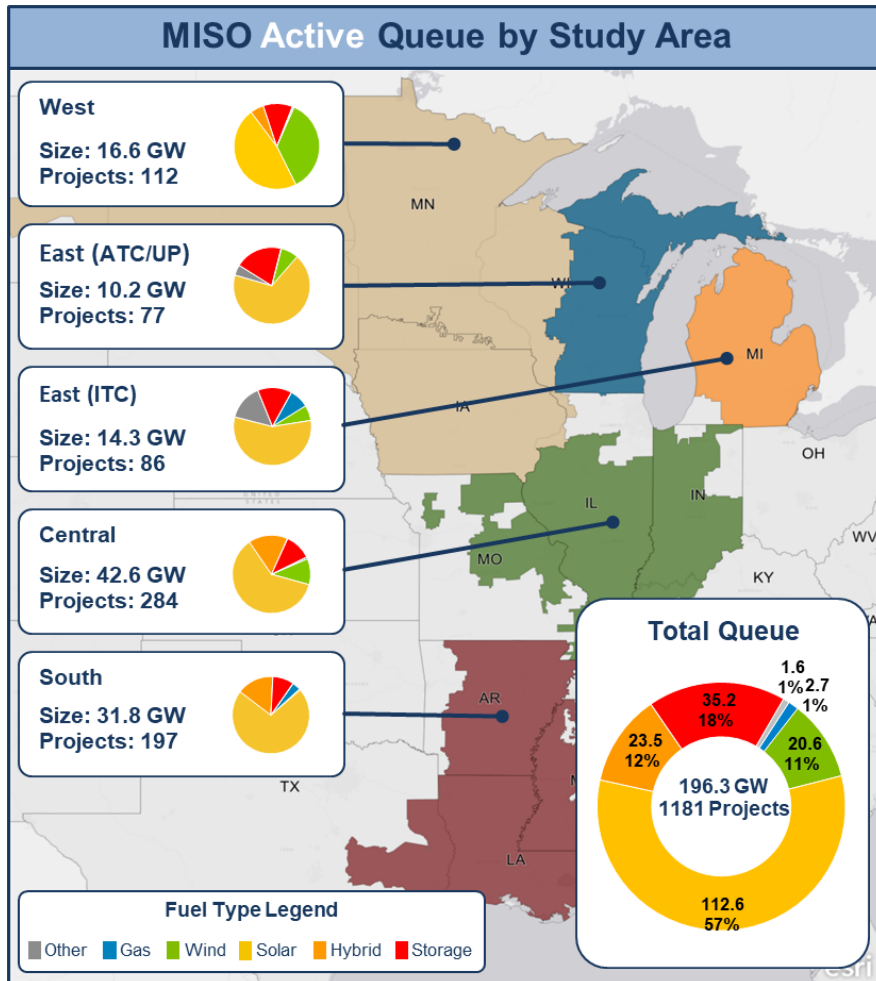 MISO Active Queue by Study Area
West
Size: 16.6 GW
Projects: 112
East (ATC/UP)
Size: 10.2 GW
Projects: 77
East (ITC)
Size: 14.3 GW
Projects: 86
Central
Size: 42.6 GW
Projects: 284
South
Size: 31.8 GW
Projects: 197
MN
WI
MI
IA
OH
IL
IN
MO
WV
KY
AR
TX
LA
UNITED
STATES
Total Queue
1.6
1%
2.7
1%
35.2
18%
23.5
12%
20.6
11%
196.3 GW
1181 Projects
112.6
57%
Fuel Type Legend
Other Gas Wind Solar Hybrid Storage
esri